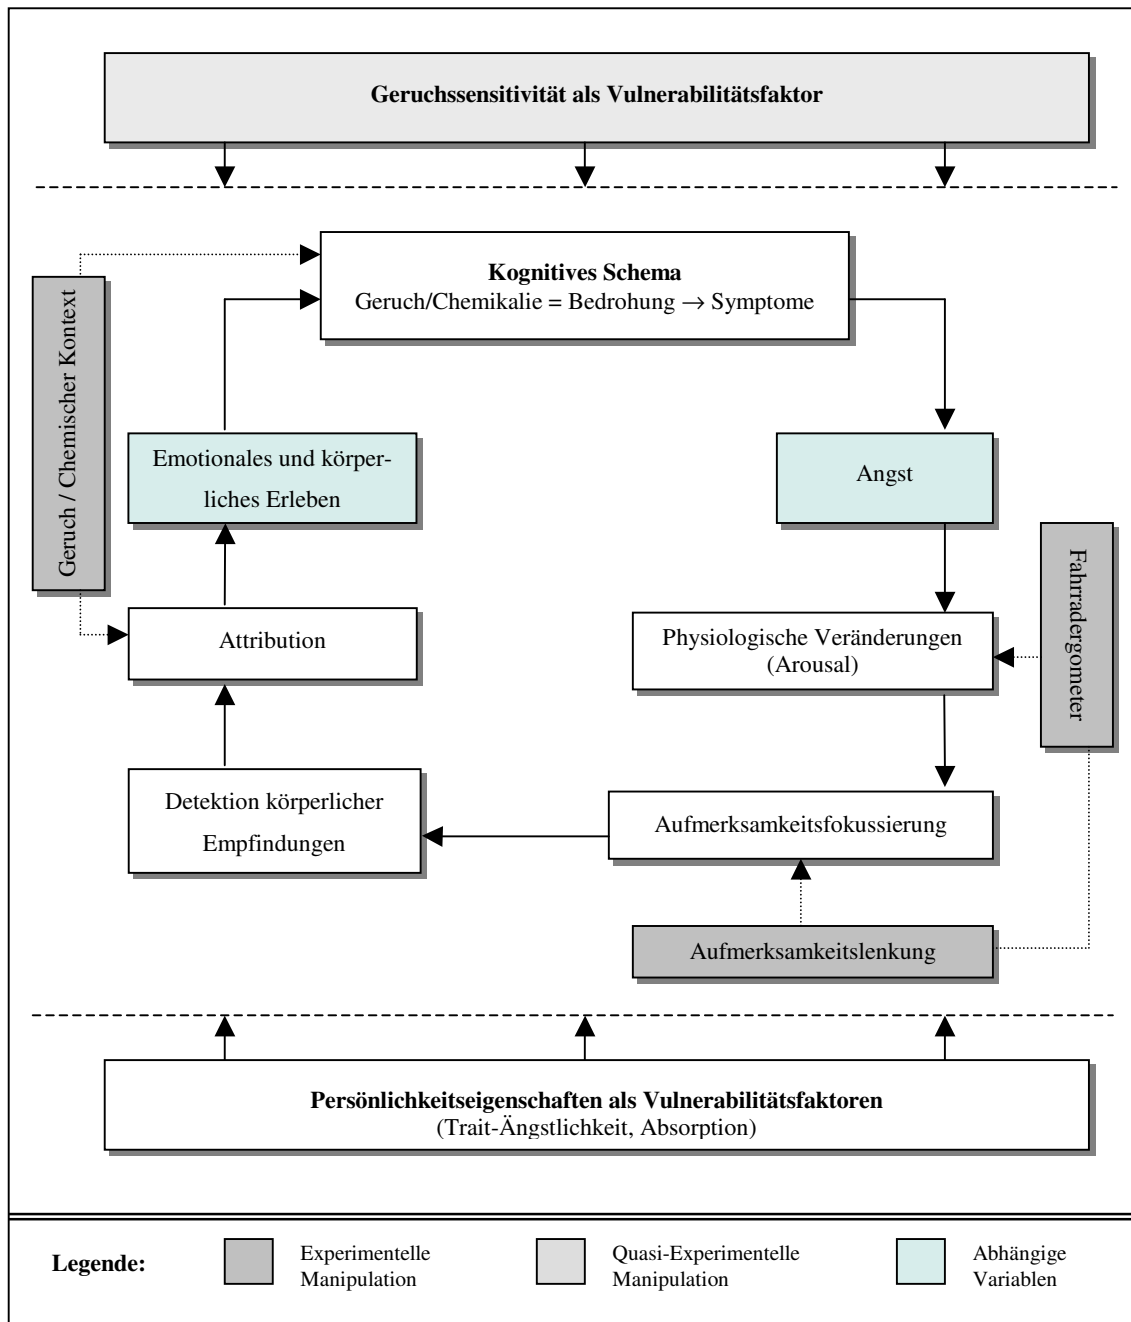 Geruchssensitivität als Vulnerabilitätsfaktor
Kognitives Schema
Geruch/Chemikalie = Bedrohung → Symptome
Geruch / Chemischer Kontext
Emotionales und körper-
liches Erleben
Angst
Fahrradergometer
Attribution
Physiologische Veränderungen
(Arousal)
Detektion körperlicher
Empfindungen
Aufmerksamkeitsfokussierung
Aufmerksamkeitslenkung
Persönlichkeitseigenschaften als Vulnerabilitätsfaktoren
(Trait-Ängstlichkeit, Absorption)
Legende:
Experimentelle
Manipulation
Quasi-Experimentelle
Manipulation
Abhängige
Variablen